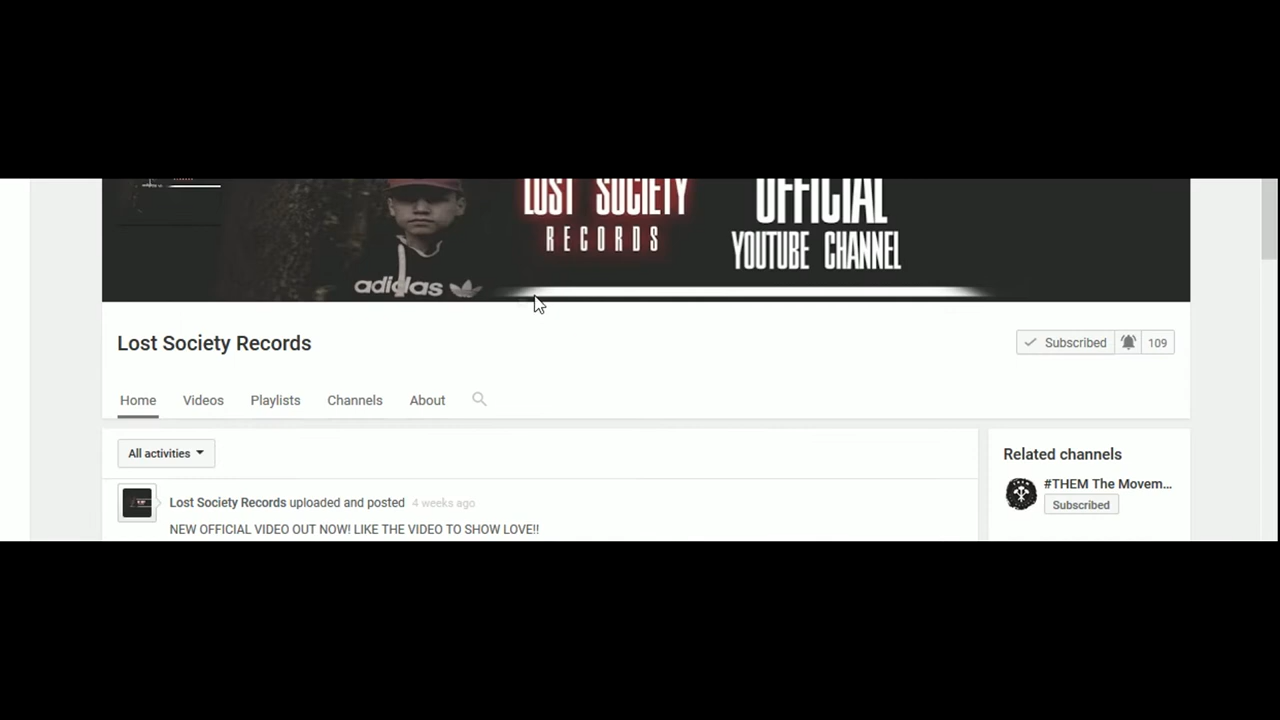 LOST SOCIETY
RECORDS
OFFICIAL
YOUTUBE CHANNEL
adidas
Lost Society Records
Subscribed
109
Home
Videos
Playlists
Channels
About
All activities
Related channels
Lost Society Records uploaded and posted 4 weeks ago
NEW OFFICIAL VIDEO OUT NOW! LIKE THE VIDEO TO SHOW LOVE!!
#THEM The Movem...
Subscribed